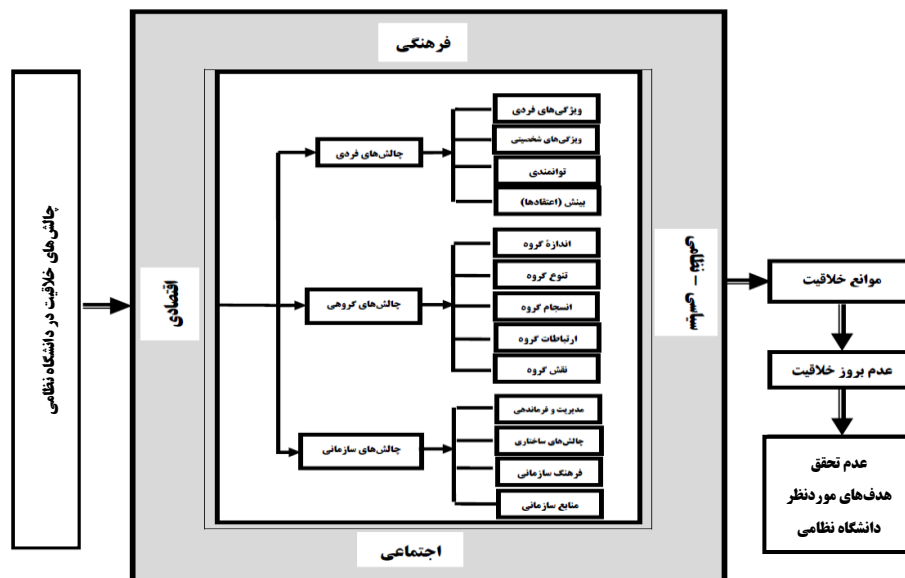 فرهنگی
چالش‌های خلاقیت در دانشگاه نظامی
اقتصادی
چالش‌های فردی
ویژگی‌های فردی
ویژگی‌های شخصیتی
توانمندی
بینش (اعتقادها)
چالش‌های گروهی
اندازهٔ گروه
تنوع گروه
انسجام گروه
ارتباطات گروه
نقش گروه
چالش‌های سازمانی
مدیریت و فرماندهی
چالش‌های ساختاری
فرهنگ سازمانی
منابع سازمانی
سیاسی – نظامی
اجتماعی
موانع خلاقیت
عدم بروز خلاقیت
عدم تحقق
هدف‌های موردنظر
دانشگاه نظامی